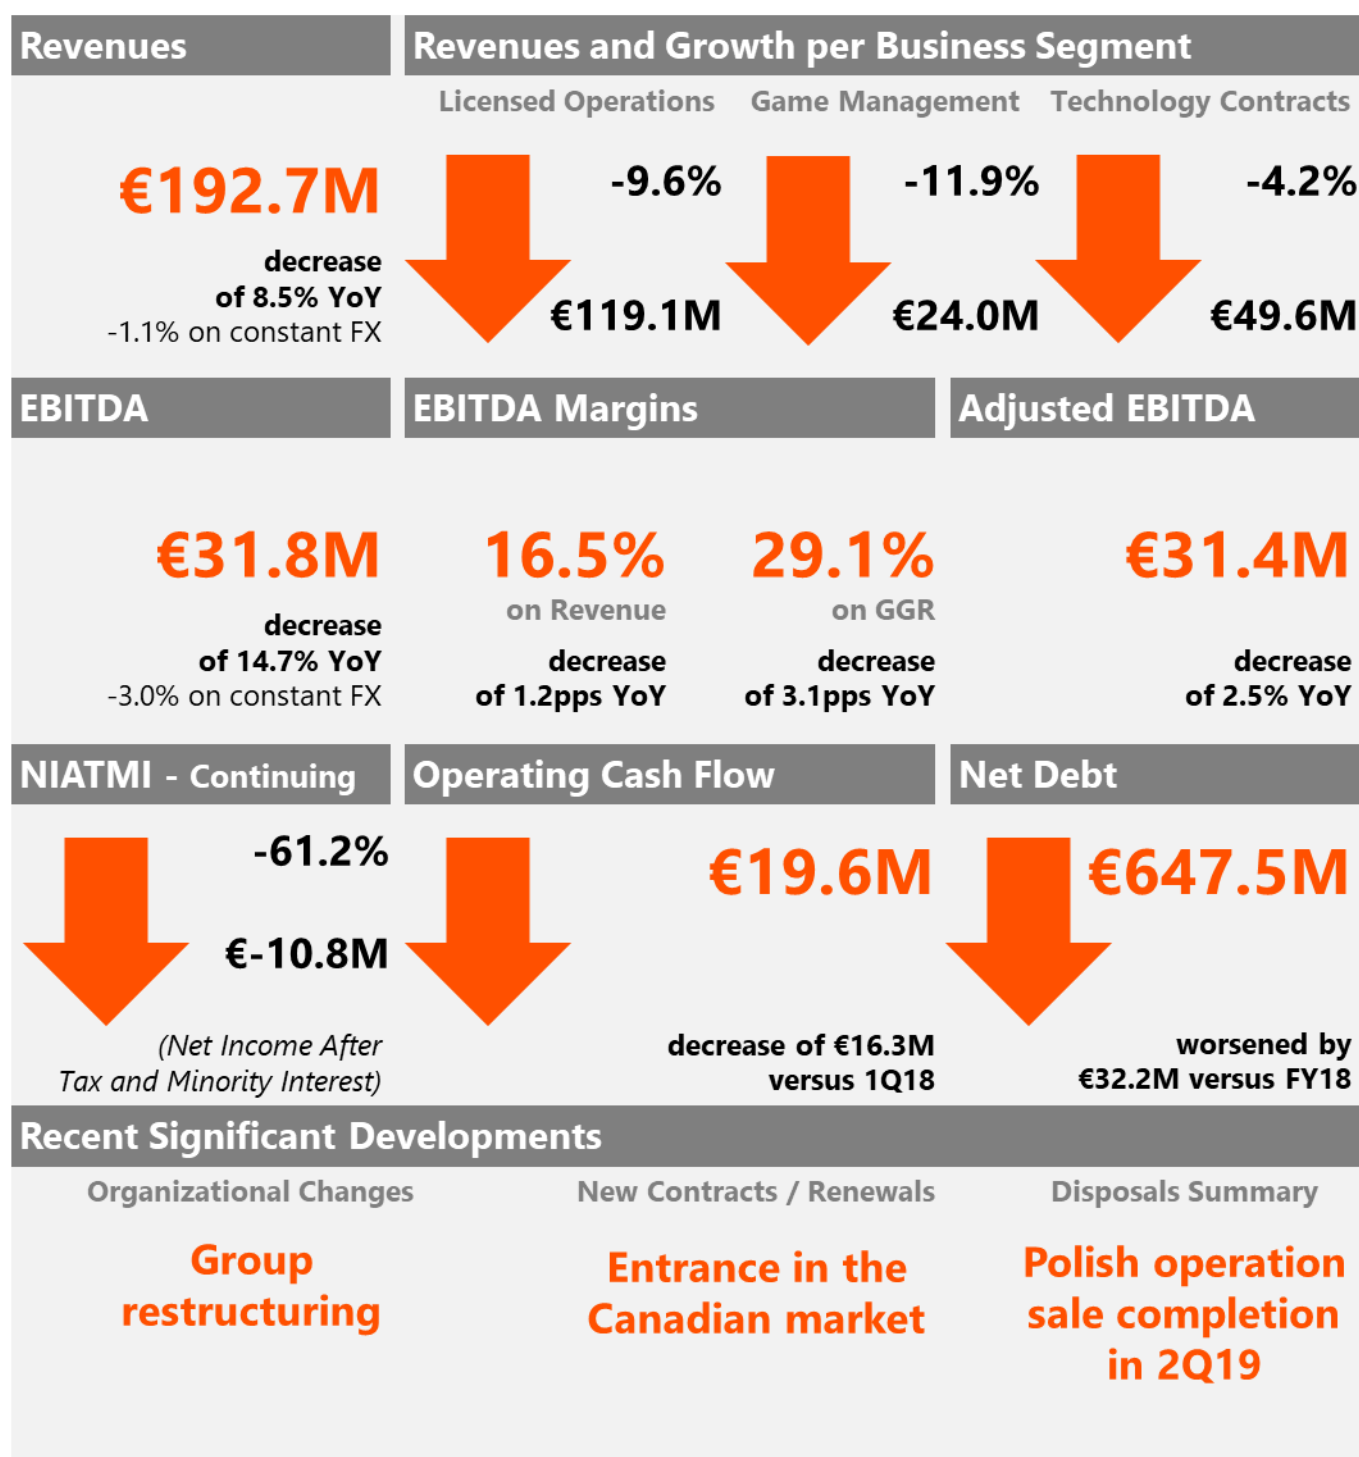 Revenues
€192.7M
decrease
of 8.5% YoY
-1.1% on constant FX
Revenues and Growth per Business Segment
Licensed Operations
-9.6%
€119.1M
Game Management
-11.9%
€24.0M
Technology Contracts
-4.2%
€49.6M
EBITDA
€31.8M
decrease
of 14.7% YoY
-3.0% on constant FX
EBITDA Margins
16.5%
on Revenue
decrease
of 1.2pps YoY
29.1%
on GGR
decrease
of 3.1pps YoY
Adjusted EBITDA
€31.4M
decrease
of 2.5% YoY
NIATMI - Continuing
-61.2%
€-10.8M
(Net Income After
Tax and Minority Interest)
Operating Cash Flow
€19.6M
decrease of €16.3M
versus 1Q18
Net Debt
€647.5M
worsened by
€32.2M versus FY18
Recent Significant Developments
Organizational Changes
Group
restructuring
New Contracts / Renewals
Entrance in the
Canadian market
Disposals Summary
Polish operation
sale completion
in 2Q19